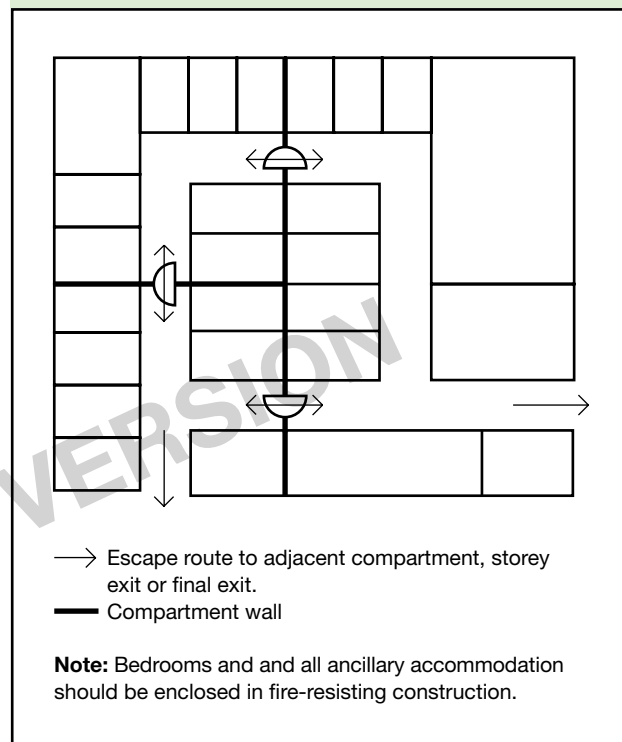 VERSION
Escape route to adjacent compartment, storey
exit or final exit.
Compartment wall
Note: Bedrooms and and all ancillary accommodation
should be enclosed in fire-resisting construction.